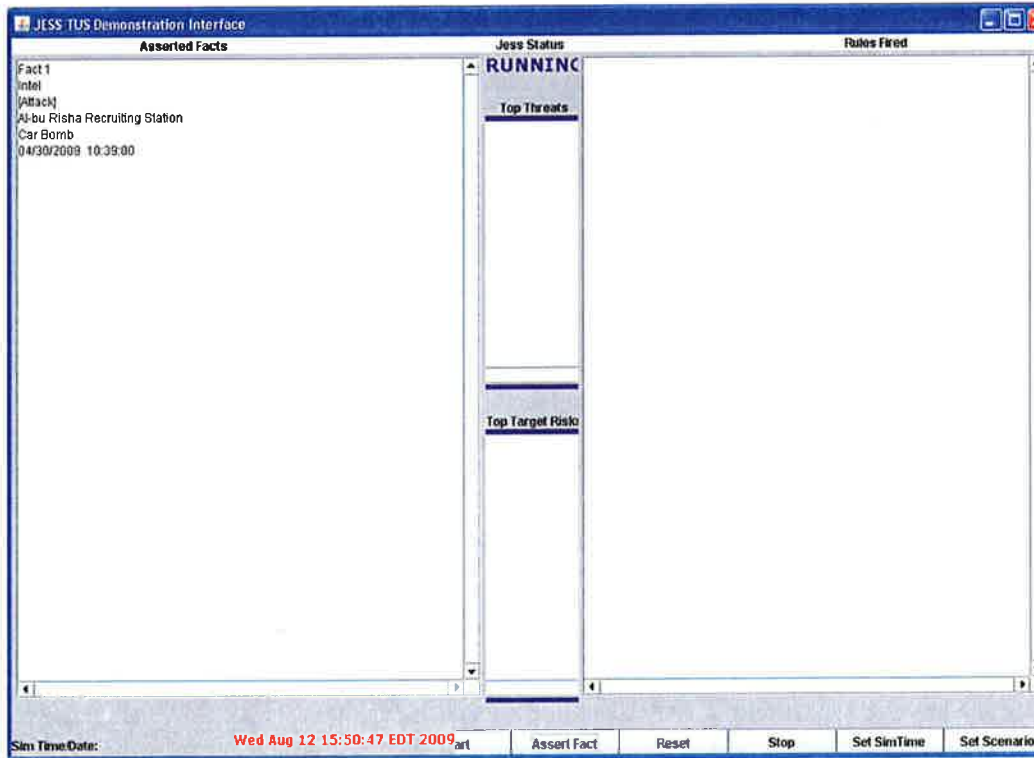 JESS TUS Demonstration Interface
Asserted Facts
Jess Status
Rules Fired
Fact 1
Intel
[Attack]
Al-bu Risha Recruiting Station
Car Bomb
04/30/2009 10:39:00
RUNNING
Top Threats
Top Target Risks
Sim Time:Date:
Wed Aug 12 15:50:47 EDT 2009
art
Assert Fact
Reset
Stop
Set SimTime
Set Scenario